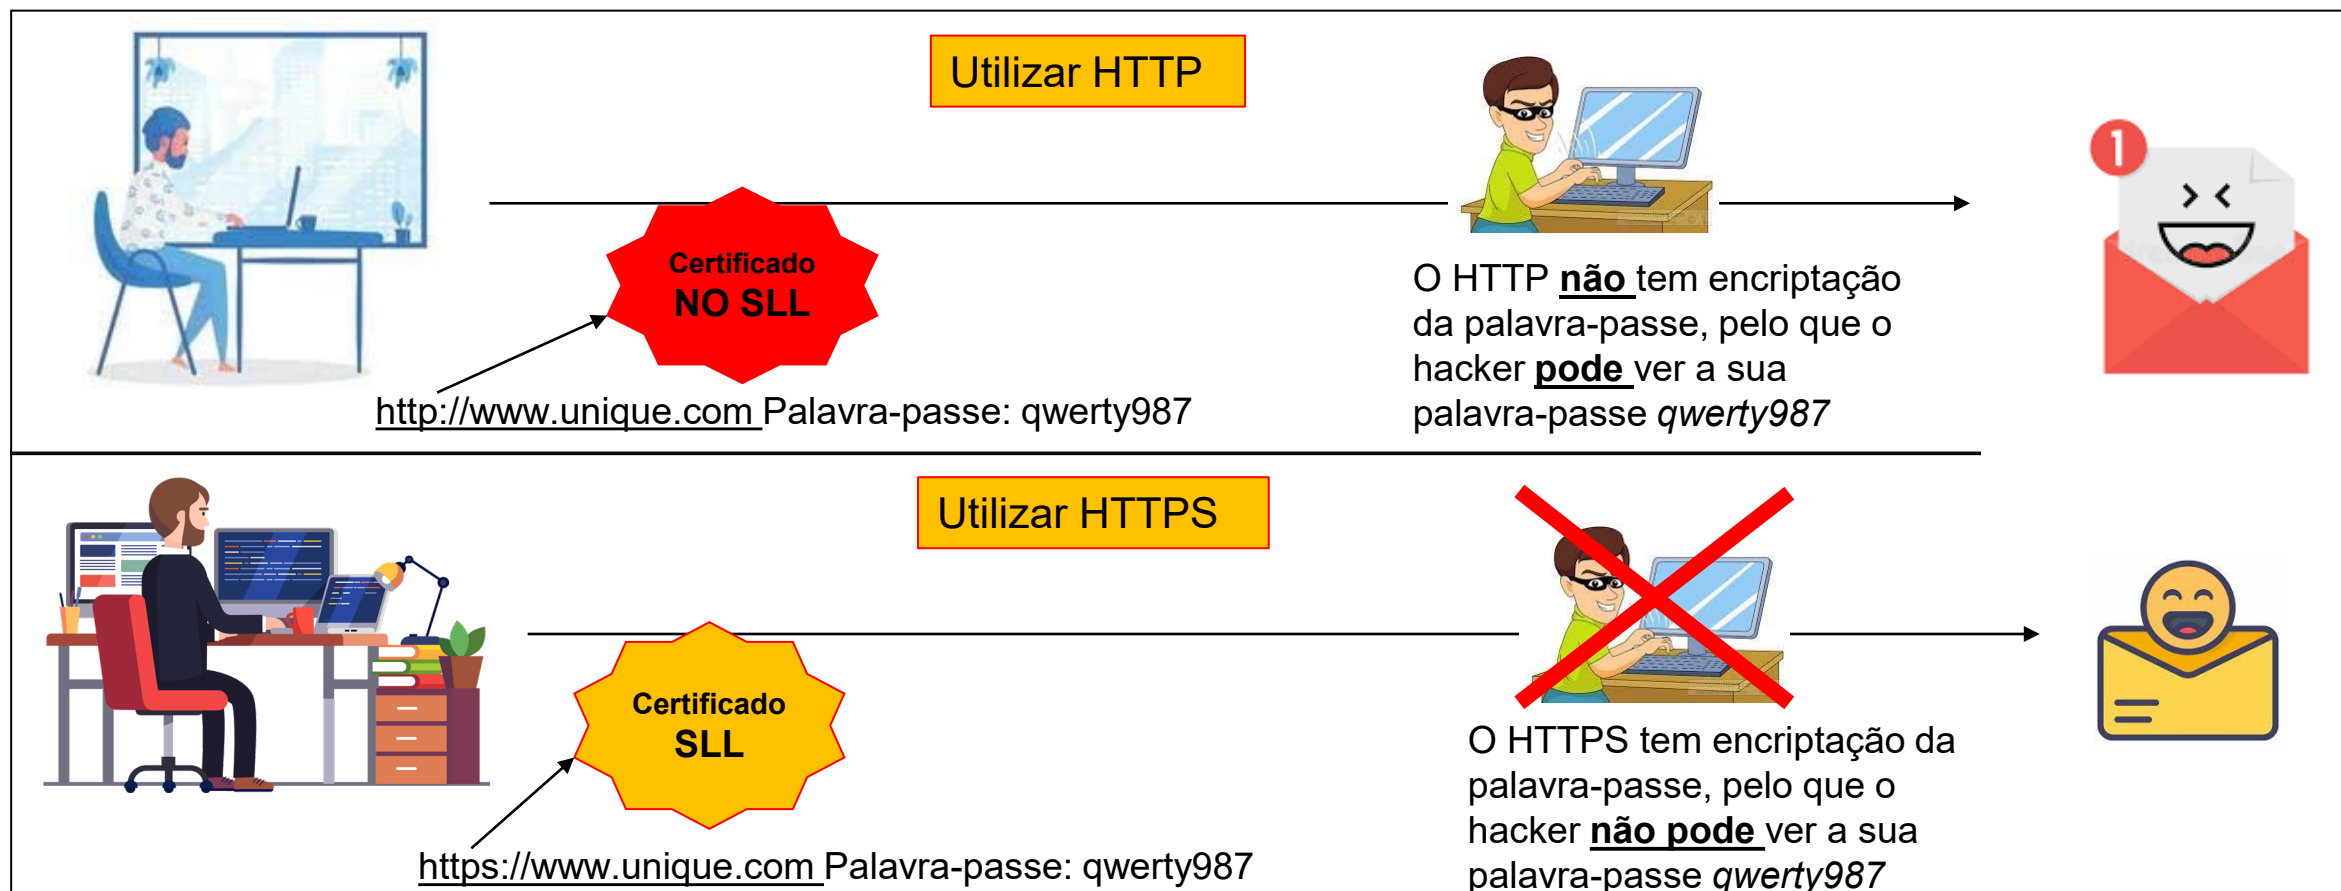 Utilizar HTTP
1
Certificado
NO SLL
O HTTP não tem encriptação
da palavra-passe, pelo que o
hacker pode ver a sua
palavra-passe qwerty987
http://www.unique.com Palavra-passe: qwerty987
Utilizar HTTPS
Certificado
SLL
O HTTPS tem encriptação da
palavra-passe, pelo que o
hacker não pode ver a sua
palavra-passe qwerty987
https://www.unique.com Palavra-passe: qwerty987